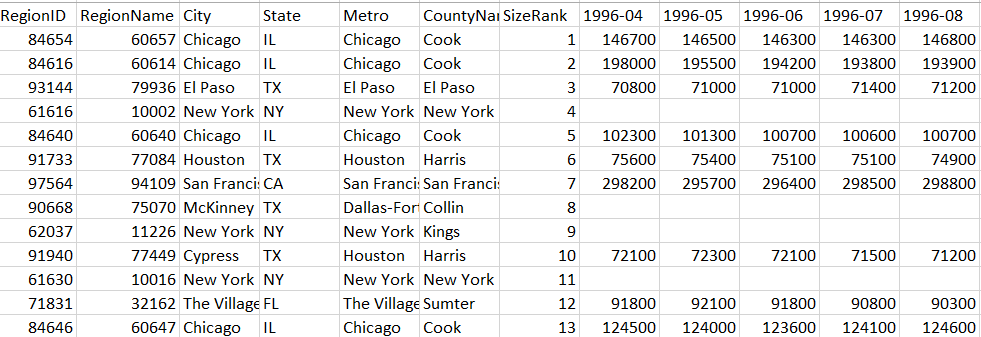 RegionID RegionName City State Metro CountyNa SizeRank 1996-04 1996-05 1996-06 1996-07 1996-08
84654 60657 Chicago IL Chicago Cook 1 146700 146500 146300 146300 146800
84616 60614 Chicago IL Chicago Cook 2 198000 195500 194200 193800 193900
93144 79936 El Paso TX El Paso El Paso 3 70800 71000 71000 71400 71200
61616 10002 New York NY New York New York 4
84640 60640 Chicago IL Chicago Cook 5 102300 101300 100700 100600 100700
91733 77084 Houston TX Houston Harris 6 75600 75400 75100 75100 74900
97564 94109 San Franci CA San Franci San Franci 7 298200 295700 296400 298500 298800
90668 75070 McKinney TX Dallas-For Collin 8
62037 11226 New York NY New York Kings 9
91940 77449 Cypress TX Houston Harris 10 72100 72300 72100 71500 71200
61630 10016 New York NY New York New York 11
71831 32162 The Village FL The Village Sumter 12 91800 92100 91800 90800 90300
84646 60647 Chicago IL Chicago Cook 13 124500 124000 123600 124100 124600